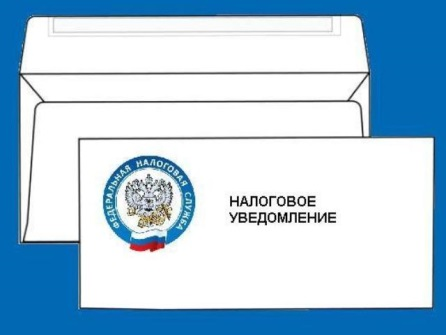 ФЕДЕРАЛЬНАЯ НАЛОГОВАЯ СЛУЖБА
НАЛОГОВОЕ
УВЕДОМЛЕНИЕ